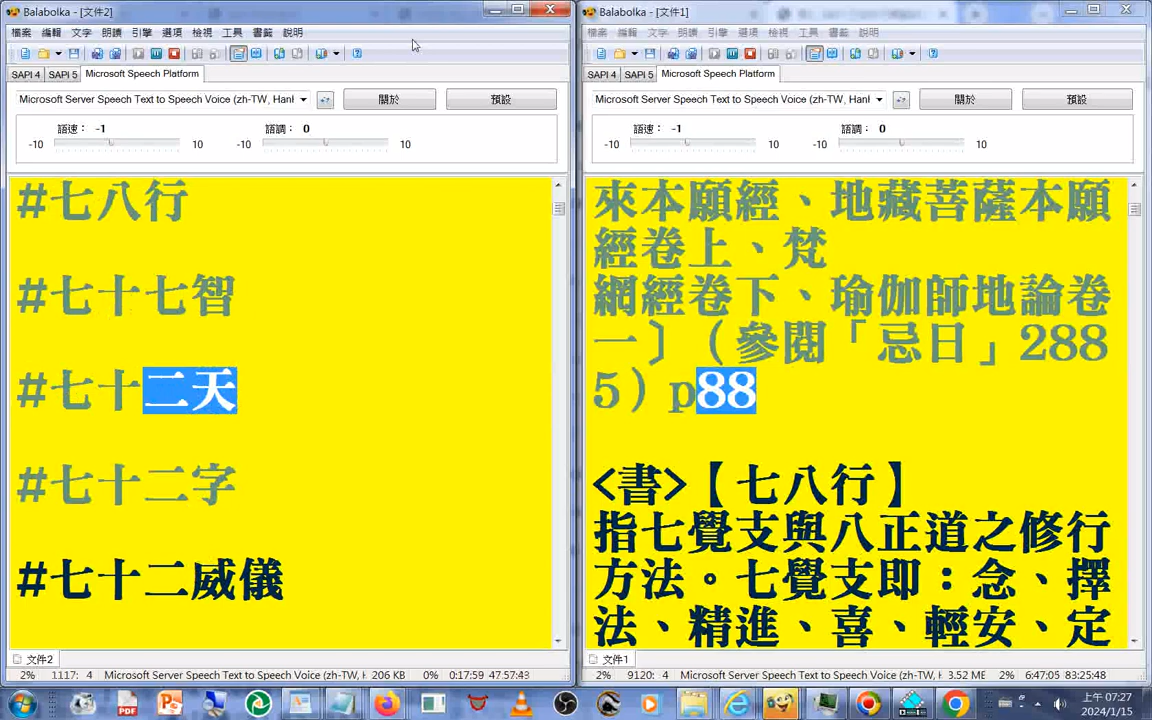 Balabolka - [文件2]
檔案 編輯 文字 朗讀 引擎 選項 檢視 工具 書籤 說明
SAPI 4 SAPI 5 Microsoft Speech Platform
Microsoft Server Speech Text to Speech Voice (zh-TW, Hanl
關於
預設
語速： -1
語調： 0
-10 10 -10 10
#七八行
#七十七智
#七十二天
#七十二字
#七十二威儀
文件2
2% 1117: 4 Microsoft Server Speech Text to Speech Voice (zh-TW, H 206 KB 0% 0:17:59 47:57:43
Balabolka - [文件1]
檔案 編輯 文字 朗讀 引擎 選項 檢視 工具 書籤 說明
SAPI 4 SAPI 5 Microsoft Speech Platform
Microsoft Server Speech Text to Speech Voice (zh-TW, Hanl
關於
預設
語速： -1
語調： 0
-10 10 -10 10
來本願經、地藏菩薩本願
經卷上、梵
網經卷下、瑜伽師地論卷
一〕（參閱「忌日」288
5）p88
<書>【七八行】
指七覺支與八正道之修行
方法。七覺支即：念、擇
法、精進、喜、輕安、定
文件1
2% 9120: 4 Microsoft Server Speech Text to Speech Voice (zh-TW, H 3.52 ME 2% 6:47:05 83:25:48
上午 07:27
2024/1/15